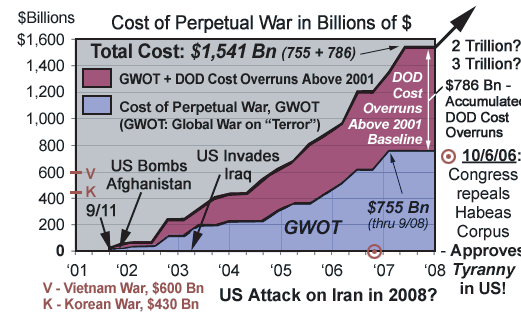 $Billions
Cost of Perpetual War in Billions of $
$1,600
1,400
1,200
1,000
800
600
400
200
0
Total Cost: $1,541 Bn (755 + 786)
GWOT + DOD Cost Overruns Above 2001
Cost of Perpetual War, GWOT
(GWOT: Global War on “Terror”)
DOD
Cost
Overruns
Above 2001
Baseline
US Bombs
Afghanistan
US Invades
Iraq
V
K
9/11
GWOT
$755 Bn
(thru 9/08)
2 Trillion?
3 Trillion?
$786 Bn -
Accumulated
DOD Cost
Overruns
10/6/06:
Congress
repeals
Habeas
Corpus
- Approves
Tyranny
in US!
'01
'02
'03
'04
'05
'06
'07
'08
V - Vietnam War, $600 Bn
K - Korean War, $430 Bn
US Attack on Iran in 2008?